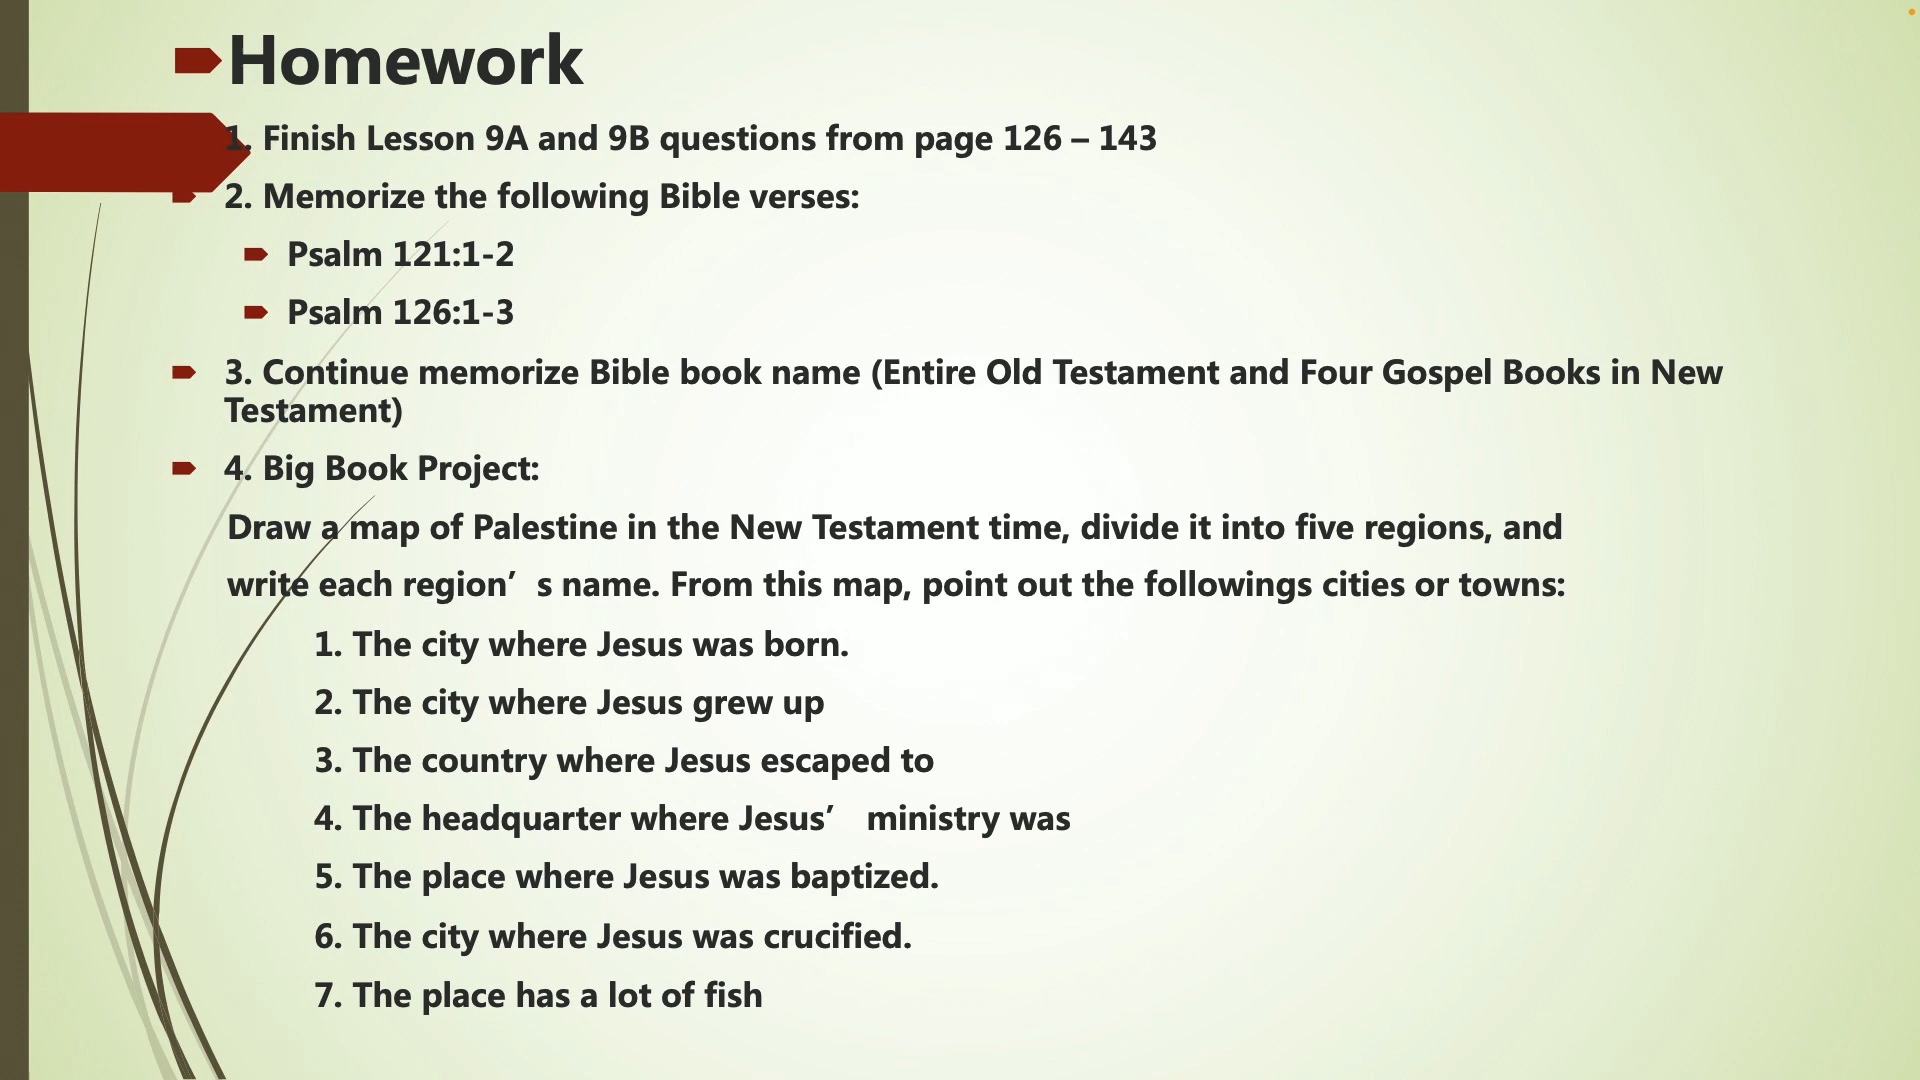 Homework
1. Finish Lesson 9A and 9B questions from page 126 – 143
2. Memorize the following Bible verses:
Psalm 121:1-2
Psalm 126:1-3
3. Continue memorize Bible book name (Entire Old Testament and Four Gospel Books in New
Testament)
4. Big Book Project:
Draw a map of Palestine in the New Testament time, divide it into five regions, and
write each region’s name. From this map, point out the followings cities or towns:
1. The city where Jesus was born.
2. The city where Jesus grew up
3. The country where Jesus escaped to
4. The headquarter where Jesus’ ministry was
5. The place where Jesus was baptized.
6. The city where Jesus was crucified.
7. The place has a lot of fish